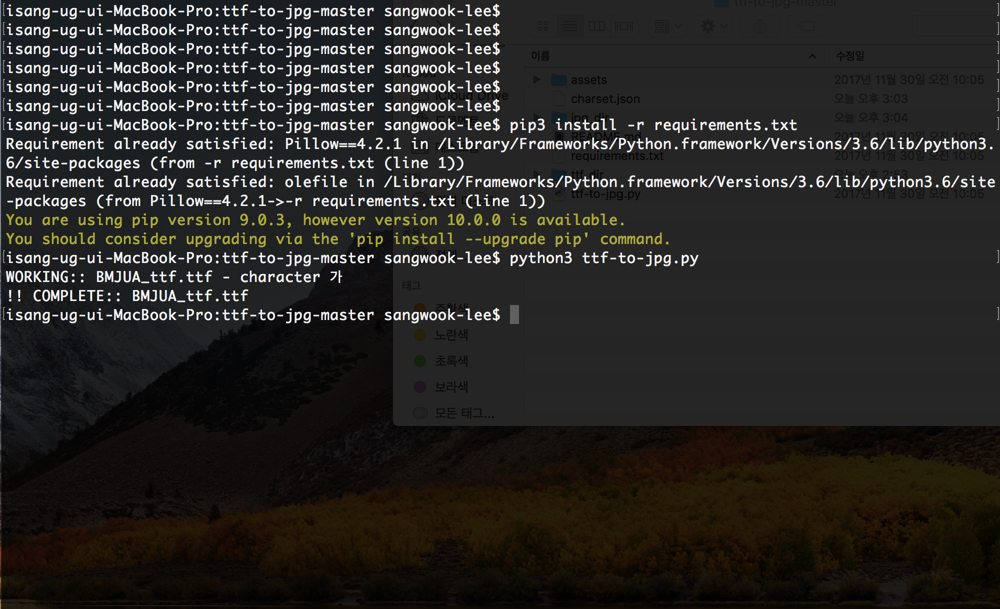 isang-ug-ui-MacBook-Pro:ttf-to-jpg-master sangwook-lee$
isang-ug-ui-MacBook-Pro:ttf-to-jpg-master sangwook-lee$
isang-ug-ui-MacBook-Pro:ttf-to-jpg-master sangwook-lee$
isang-ug-ui-MacBook-Pro:ttf-to-jpg-master sangwook-lee$
isang-ug-ui-MacBook-Pro:ttf-to-jpg-master sangwook-lee$
isang-ug-ui-MacBook-Pro:ttf-to-jpg-master sangwook-lee$
isang-ug-ui-MacBook-Pro:ttf-to-jpg-master sangwook-lee$ pip3 install -r requirements.txt
Requirement already satisfied: Pillow==4.2.1 in /Library/Frameworks/Python.framework/Versions/3.6/lib/python3.
6/site-packages (from -r requirements.txt (line 1))
Requirement already satisfied: olefile in /Library/Frameworks/Python.framework/Versions/3.6/lib/python3.6/site
-packages (from Pillow==4.2.1->-r requirements.txt (line 1))
You are using pip version 9.0.3, however version 10.0.0 is available.
You should consider upgrading via the 'pip install --upgrade pip' command.
isang-ug-ui-MacBook-Pro:ttf-to-jpg-master sangwook-lee$ python3 ttf-to-jpg.py
WORKING:: BMJUA_ttf.ttf - character 가
!! COMPLETE:: BMJUA_ttf.ttf
isang-ug-ui-MacBook-Pro:ttf-to-jpg-master sangwook-lee$
ttf-to-jpg-master
이름 수정일
assets 2017년 11월 30일 오전 10:05
charset.json 오늘 오후 3:03
jpg_dir 오늘 오후 3:04
README.md 2017년 11월 30일 오전 10:05
requirements.txt 2017년 11월 30일 오전 10:05
ttf_dir 오늘 오후 2:53
ttf-to-jpg.py 2017년 11월 30일 오전 10:05
iCloud Drive
공유
태그
주황색
노란색
초록색
보라색
모든 태그...